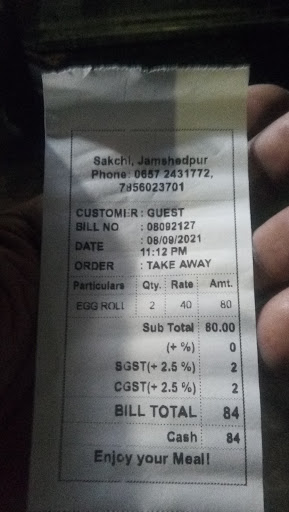 Sakchi, Jamshedpur
Phone: 0657 2431772,
7856023701
CUSTOMER : GUEST
BILL NO : 08092127
DATE : 08/09/2021
11:12 PM
ORDER : TAKE AWAY
Particulars Qty. Rate Amt.
EGG ROLL 2 40 80
Sub Total 80.00
(+ %) 0
SGST(+ 2.5 %) 2
CGST(+ 2.5 %) 2
BILL TOTAL 84
Cash 84
Enjoy your Meal!